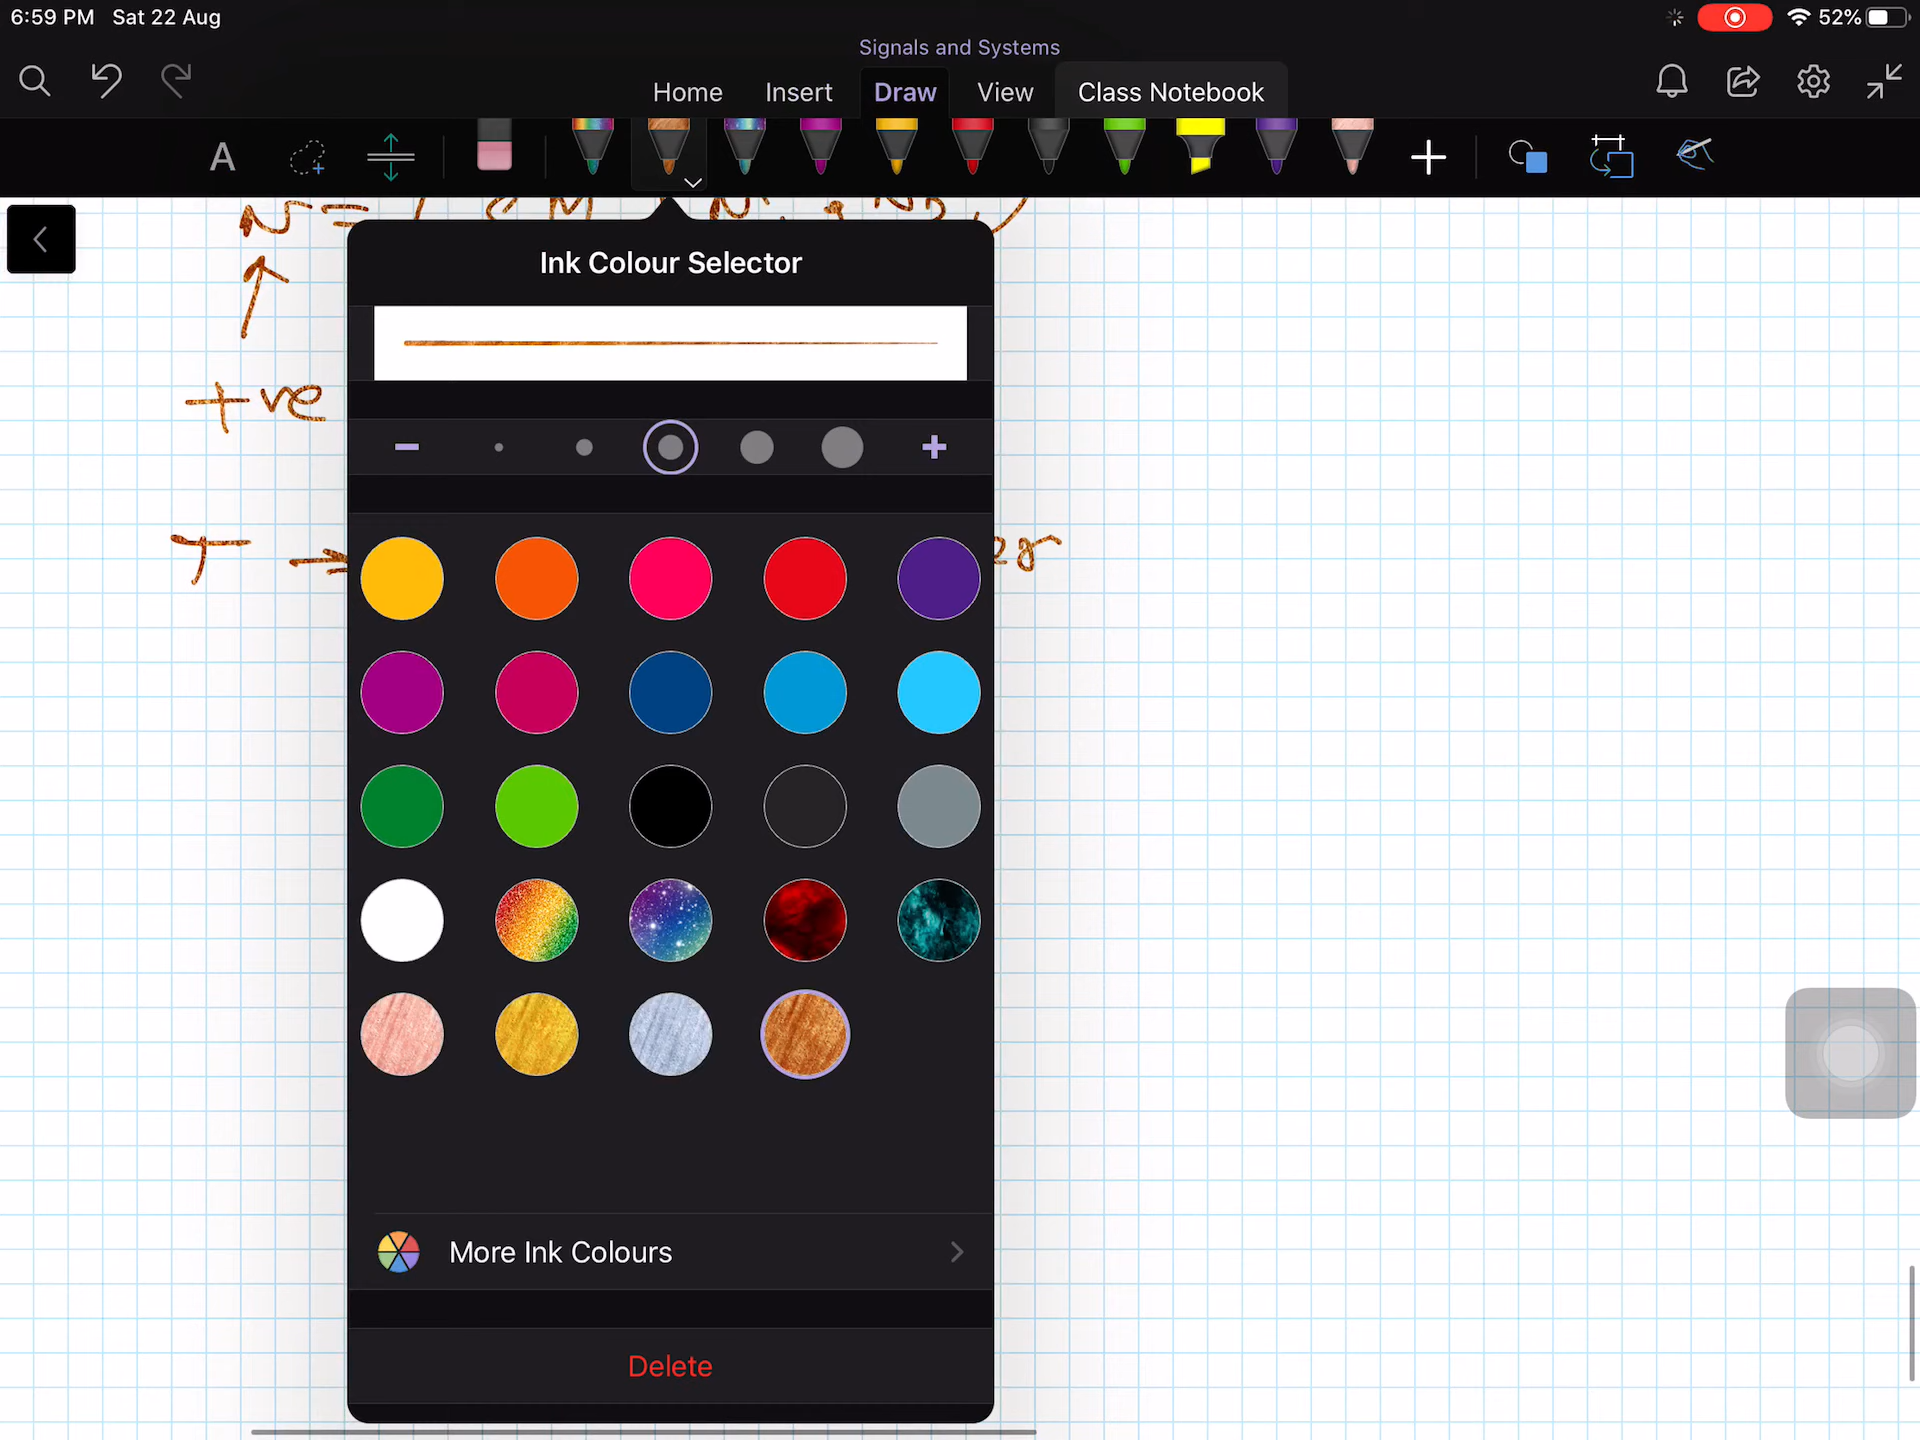 6:59 PM Sat 22 Aug
52%
Signals and Systems
Home Insert Draw View Class Notebook
A
Ink Colour Selector
+ve
T →
More Ink Colours
Delete